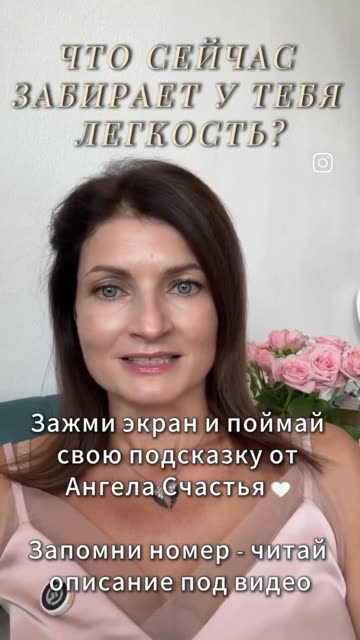 ЧТО СЕЙЧАС
ЗАБИРАЕТ У ТЕБЯ
ЛЕГКОСТЬ?
Зажми экран и поймай
свою подсказку от
Ангела Счастья🤍
Запомни номер - читай
описание под видео